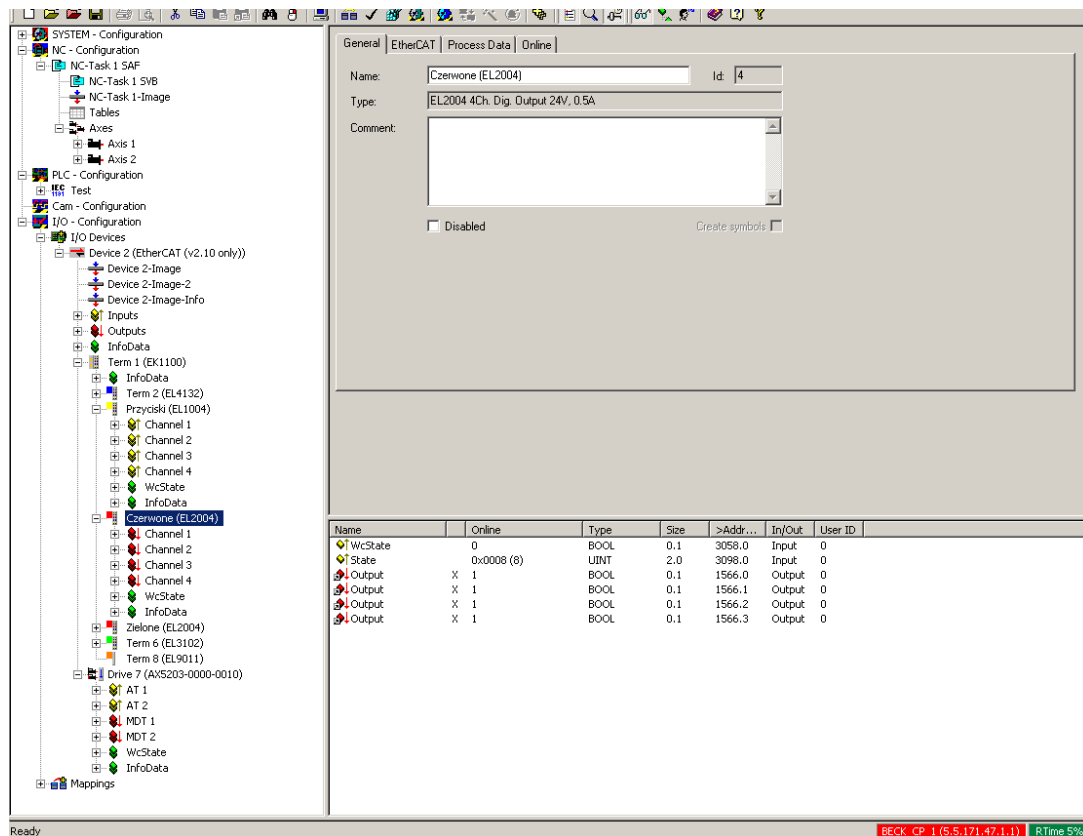 SYSTEM - Configuration
NC - Configuration
NC-Task 1 SAF
NC-Task 1 SVB
NC-Task 1-Image
Tables
Axes
Axis 1
Axis 2
PLC - Configuration
IEC 1131 Test
Cam - Configuration
I/O - Configuration
I/O Devices
Device 2 (EtherCAT (v2.10 only))
Device 2-Image
Device 2-Image-2
Device 2-Image-Info
Inputs
Outputs
InfoData
Term 1 (EK1100)
InfoData
Term 2 (EL4132)
Przyciski (EL1004)
Channel 1
Channel 2
Channel 3
Channel 4
WcState
InfoData
Czerwone (EL2004)
Channel 1
Channel 2
Channel 3
Channel 4
WcState
InfoData
Zielone (EL2004)
Term 6 (EL3102)
Term 8 (EL9011)
Drive 7 (AX5203-0000-0010)
AT 1
AT 2
MDT 1
MDT 2
WcState
InfoData
Mappings
General EtherCAT Process Data Online
Name: Czerwone (EL2004) Id: 4
Type: EL2004 4Ch. Dig. Output 24V, 0.5A
Comment:
Disabled Create symbols
Name Online Type Size >Addr... In/Out User ID
WcState 0 BOOL 0.1 3058.0 Input 0
State 0x0008 (8) UINT 2.0 3098.0 Input 0
Output X 1 BOOL 0.1 1566.0 Output 0
Output X 1 BOOL 0.1 1566.1 Output 0
Output X 1 BOOL 0.1 1566.2 Output 0
Output X 1 BOOL 0.1 1566.3 Output 0
Ready BECK_CP_1 (5.5.171.47.1.1) RTime 5%